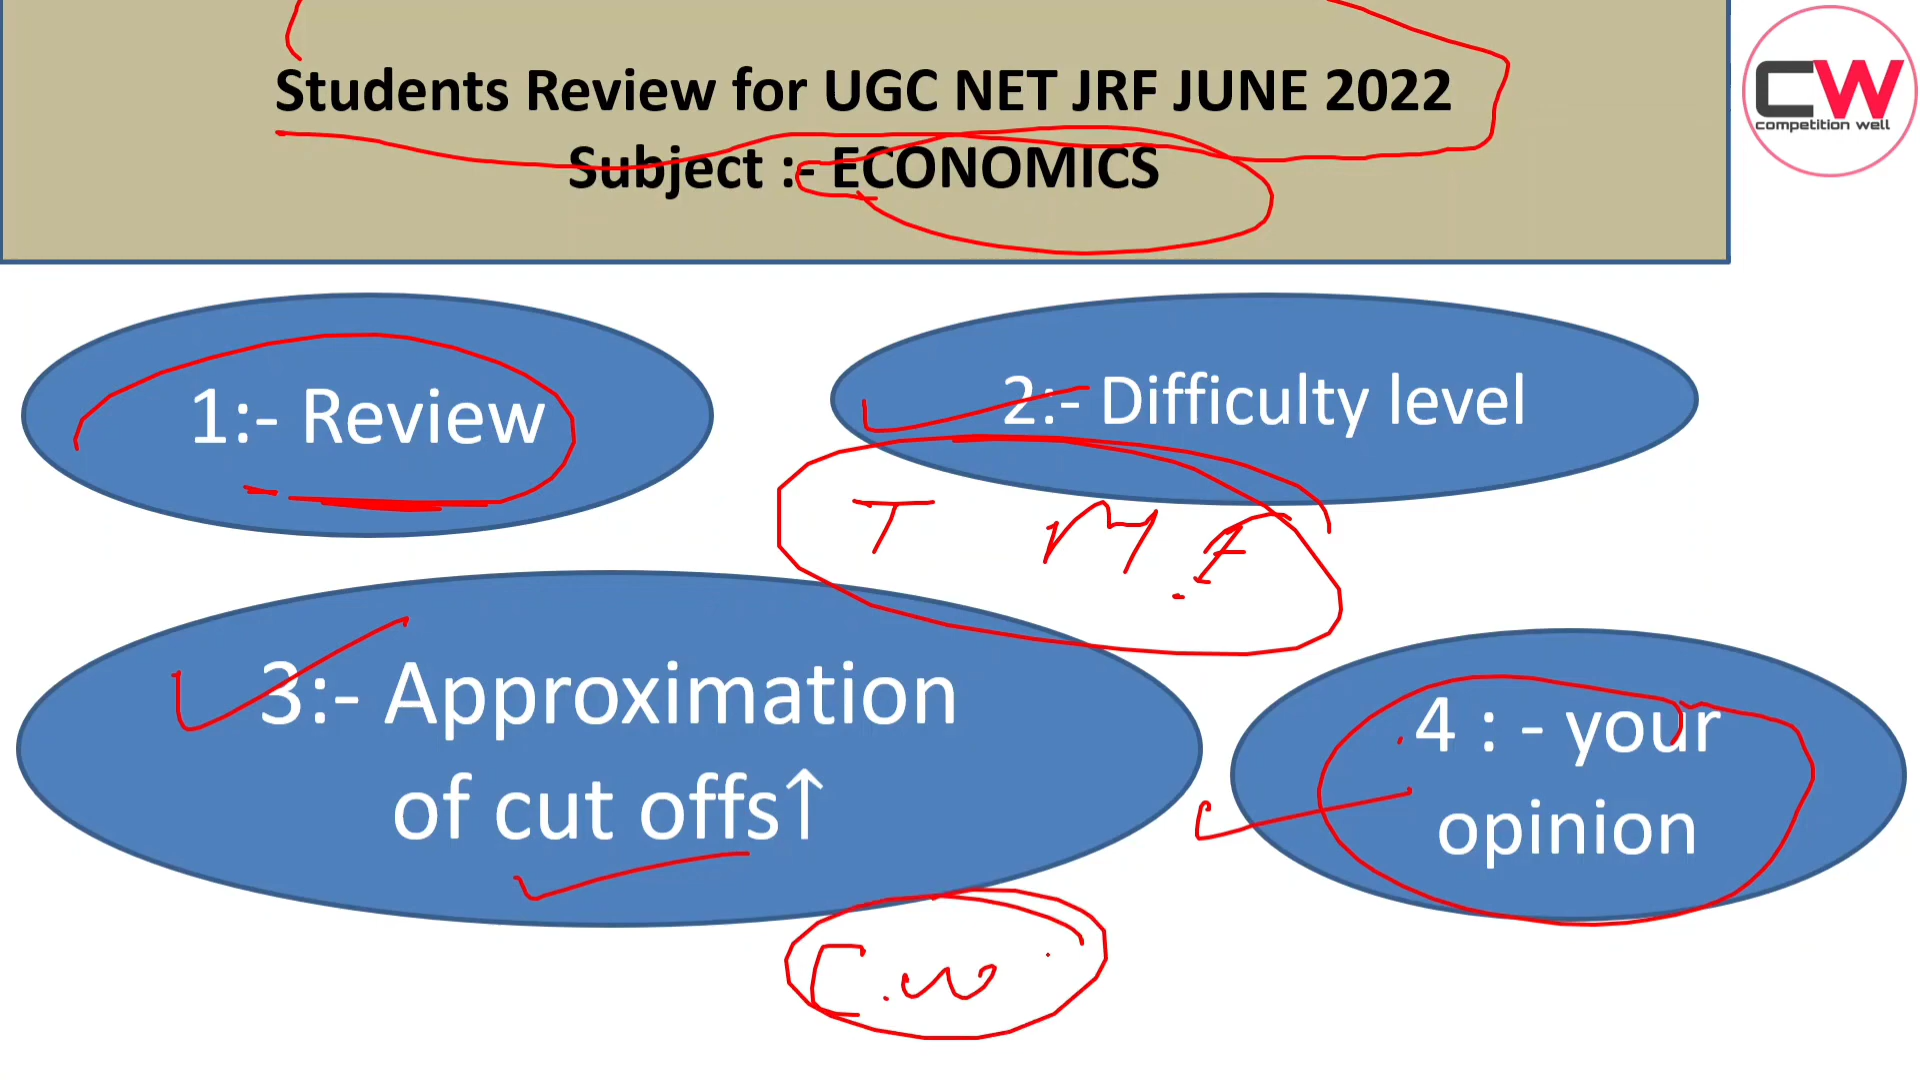 Students Review for UGC NET JRF JUNE 2022
Subject :- ECONOMICS
CW
competition well
1:- Review
2:- Difficulty level
T M.
3:- Approximation
of cut offs↑
4 : - your
opinion
C.W